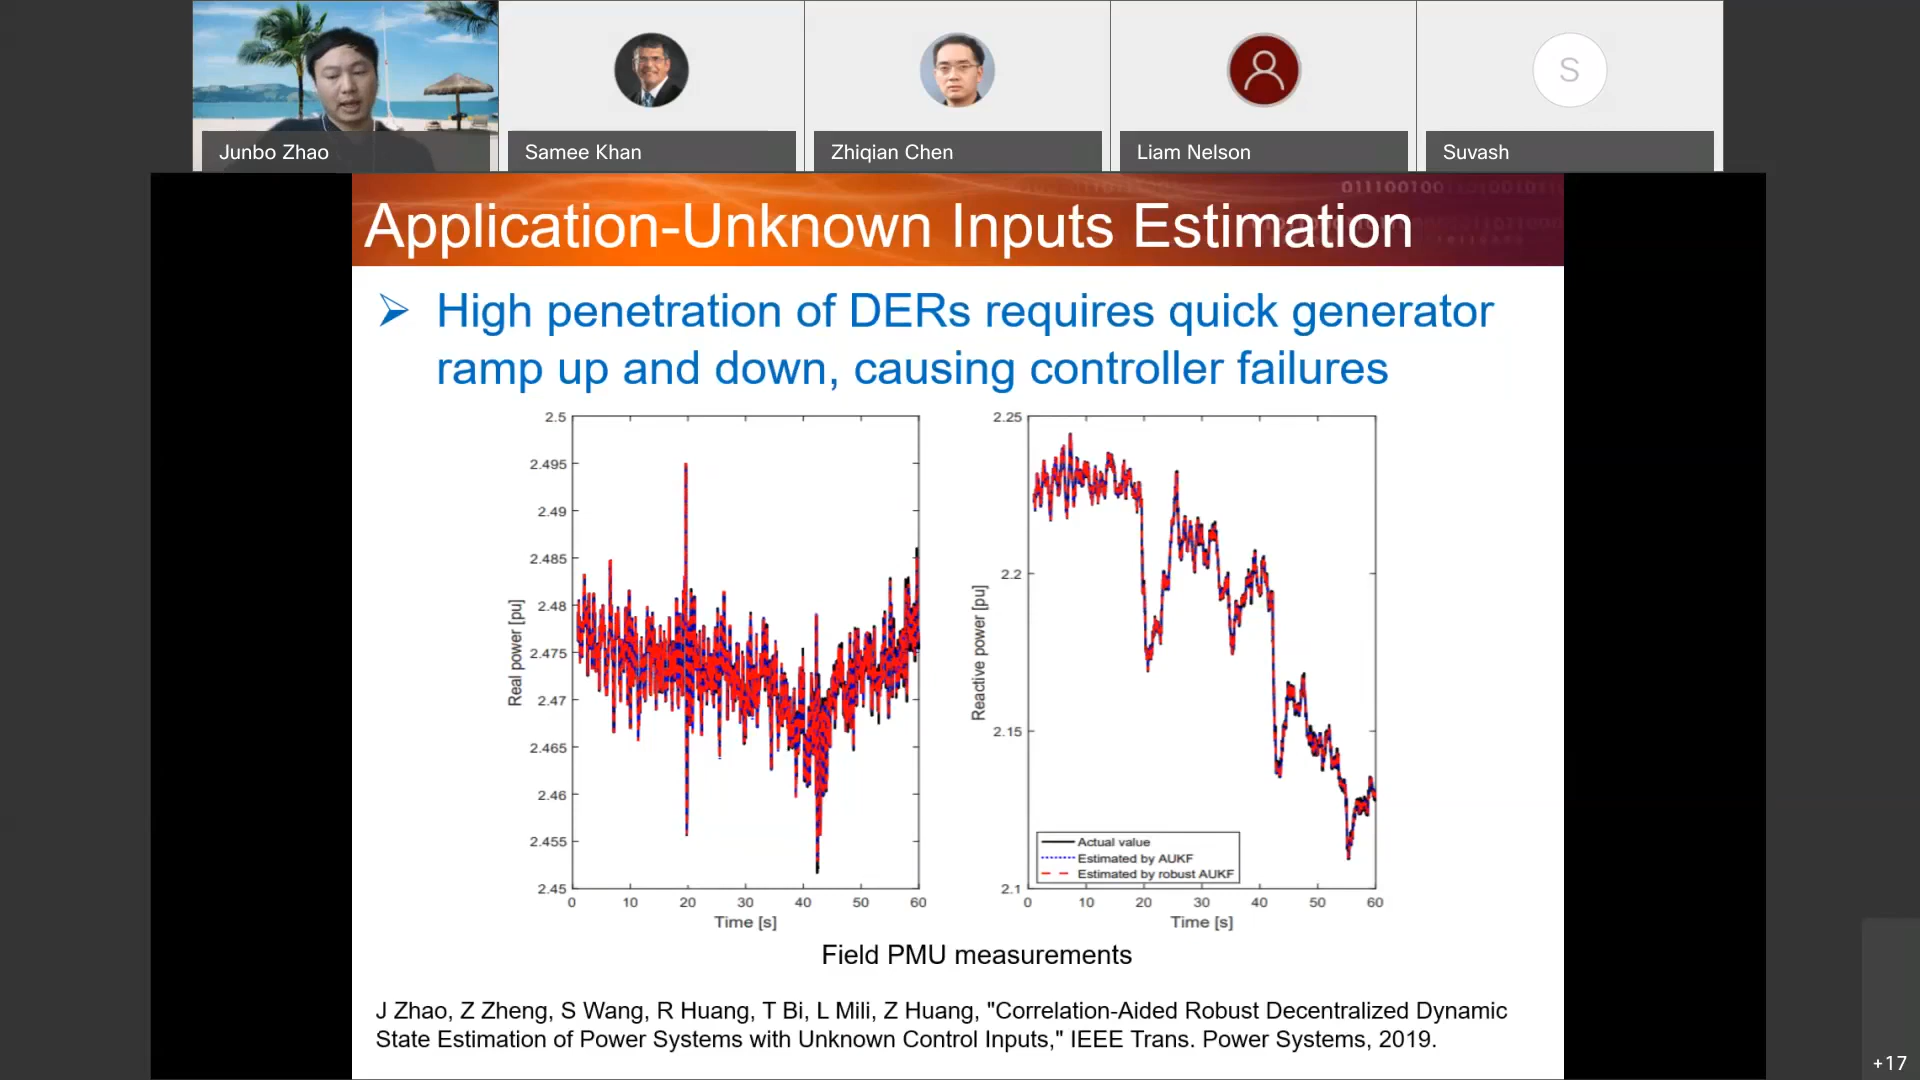 Junbo Zhao
Samee Khan
Zhiqian Chen
Liam Nelson
S
Suvash
Application-Unknown Inputs Estimation
High penetration of DERs requires quick generator
ramp up and down, causing controller failures
2.5
2.495
2.49
2.485
2.48
2.475
2.47
2.465
2.46
2.455
2.45
Real power [pu]
0 10 20 30 40 50 60
Time [s]
2.25
2.2
2.15
2.1
Reactive power [pu]
Actual value
Estimated by AUKF
Estimated by robust AUKF
0 10 20 30 40 50 60
Time [s]
Field PMU measurements
J Zhao, Z Zheng, S Wang, R Huang, T Bi, L Mili, Z Huang, "Correlation-Aided Robust Decentralized Dynamic
State Estimation of Power Systems with Unknown Control Inputs," IEEE Trans. Power Systems, 2019.
+17